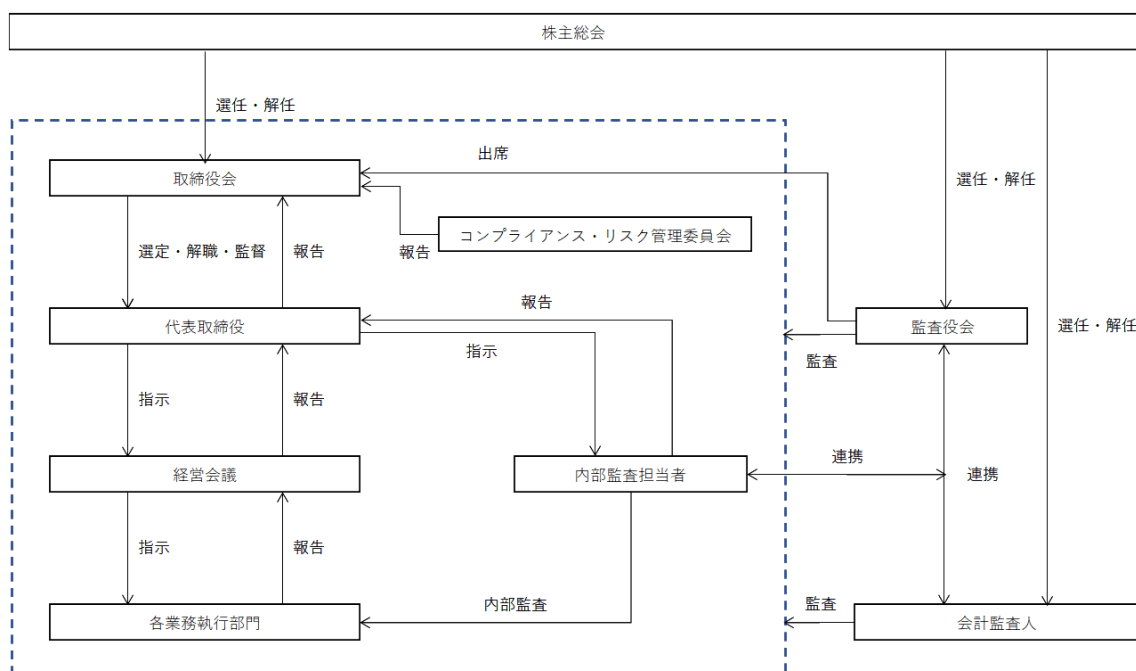 株主総会
選任・解任
出席
取締役会
選任・解任
コンプライアンス・リスク管理委員会
選定・解職・監督
報告
報告
報告
代表取締役
監査役会
選任・解任
指示
監査
指示
報告
連携
経営会議
内部監査担当者
連携
指示
報告
内部監査
監査
各業務執行部門
会計監査人